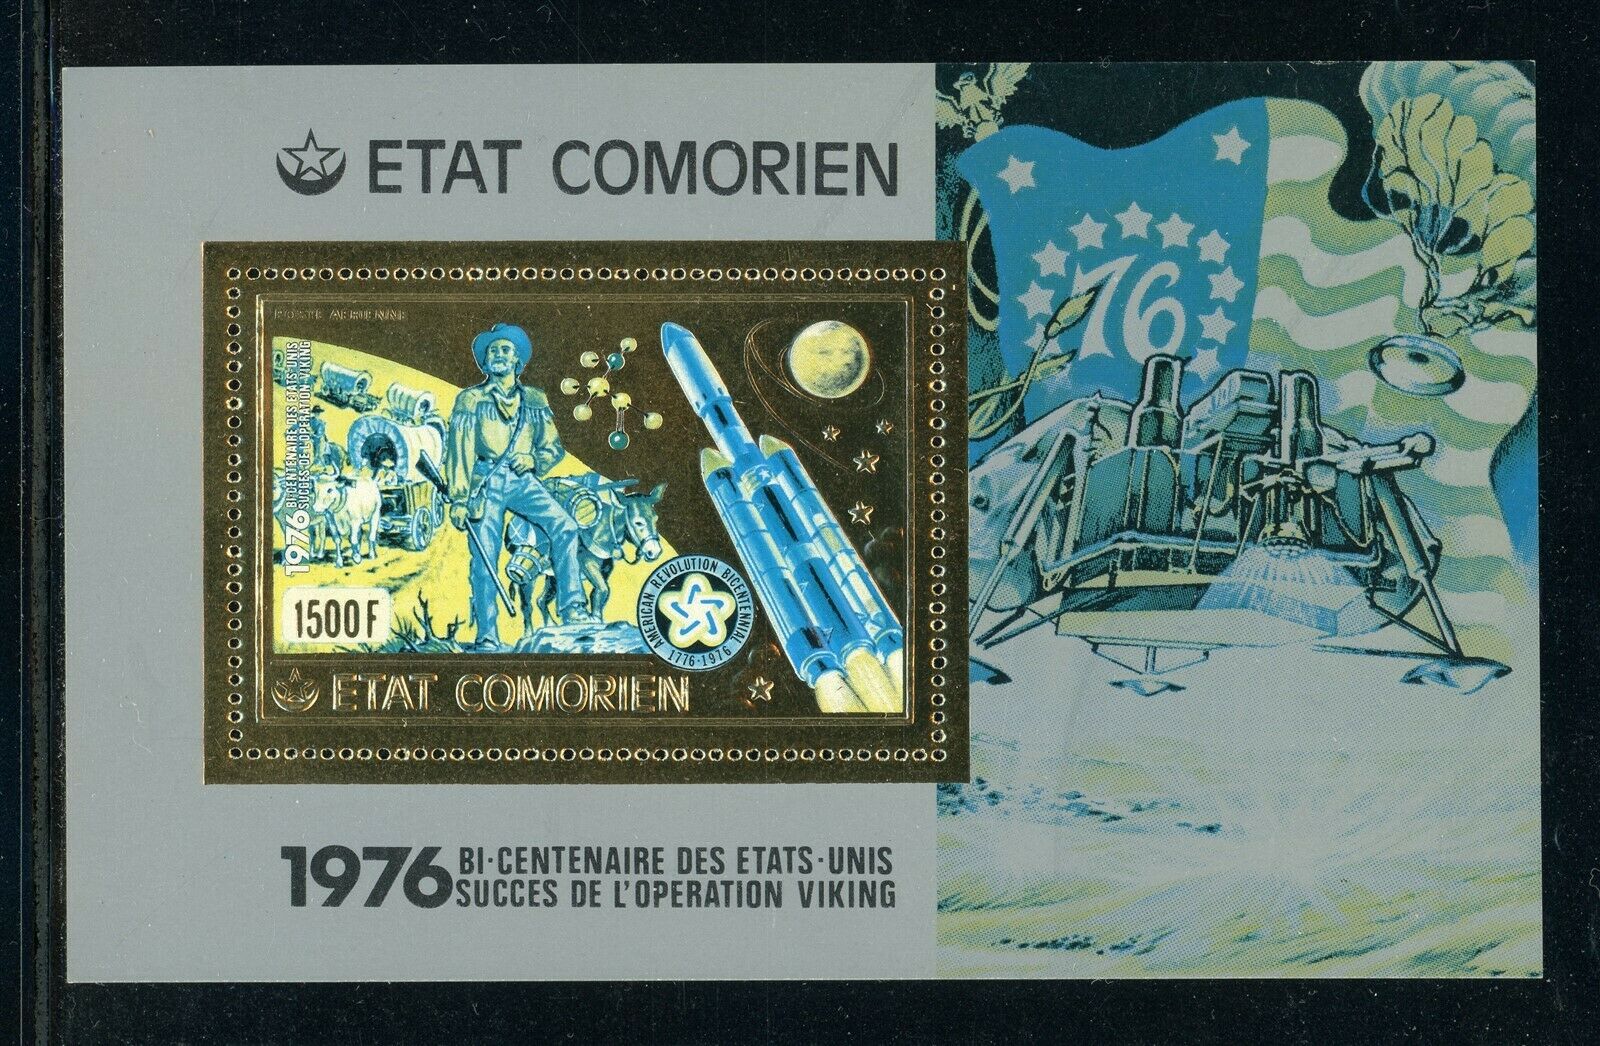 ETAT COMORIEN
76
POSTE AERIENNE
1976 BI·CENTENAIRE DES ETATS·UNIS
SUCCES DE L'OPERATION VIKING
1500F
AMERICAN REVOLUTION BICENTENNIAL
1776·1976
ETAT COMORIEN
1976 BI·CENTENAIRE DES ETATS·UNIS
SUCCES DE L'OPERATION VIKING